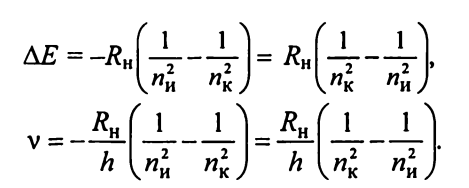 ΔE = −R_н(1/n_и² − 1/n_к²) = R_н(1/n_к² − 1/n_и²),
ν = −R_н/h(1/n_и² − 1/n_к²) = R_н/h(1/n_к² − 1/n_и²).